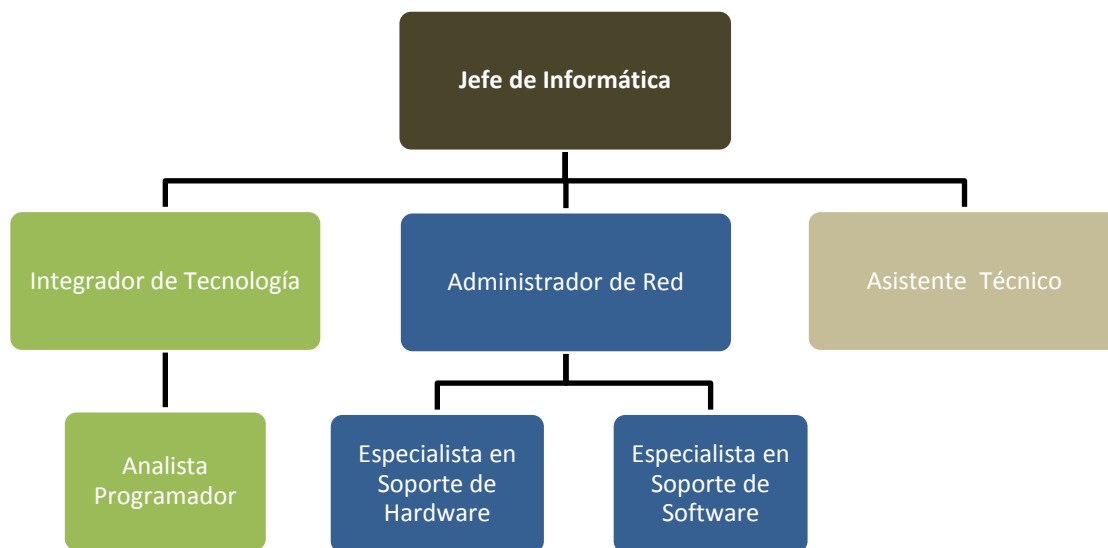 Jefe de Informática
Integrador de Tecnología
Administrador de Red
Asistente Técnico
Analista
Programador
Especialista en
Soporte de
Hardware
Especialista en
Soporte de
Software